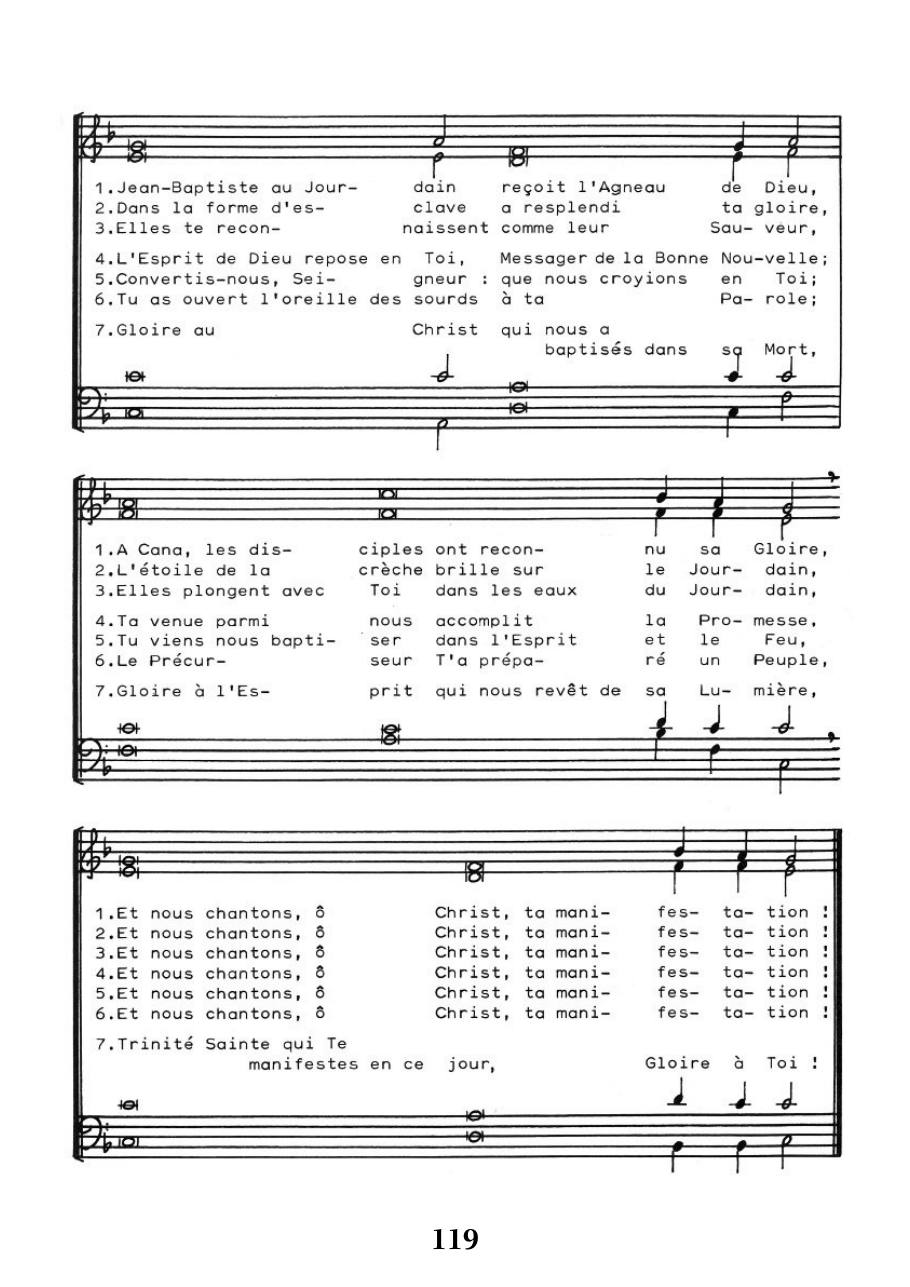 1.Jean-Baptiste au Jour- dain reçoit l'Agneau de Dieu,
2.Dans la forme d'es- clave a resplendi ta gloire,
3.Elles te recon- naissent comme leur Sau- veur,
4.L'Esprit de Dieu repose en Toi, Messager de la Bonne Nou-velle;
5.Convertis-nous, Sei- gneur : que nous croyions en Toi;
6.Tu as ouvert l'oreille des sourds à ta Pa- role;
7.Gloire au Christ qui nous a
baptisés dans sa Mort,
1.A Cana, les dis- ciples ont recon- nu sa Gloire,
2.L'étoile de la crèche brille sur le Jour- dain,
3.Elles plongent avec Toi dans les eaux du Jour- dain,
4.Ta venue parmi nous accomplit la Pro- messe,
5.Tu viens nous bapti- ser dans l'Esprit et le Feu,
6.Le Précur- seur T'a prépa- ré un Peuple,
7.Gloire à l'Es- prit qui nous revêt de sa Lu- mière,
1.Et nous chantons, ô Christ, ta mani- fes- ta- tion !
2.Et nous chantons, ô Christ, ta mani- fes- ta- tion !
3.Et nous chantons, ô Christ, ta mani- fes- ta- tion !
4.Et nous chantons, ô Christ, ta mani- fes- ta- tion !
5.Et nous chantons, ô Christ, ta mani- fes- ta- tion !
6.Et nous chantons, ô Christ, ta mani- fes- ta- tion !
7.Trinité Sainte qui Te
manifestes en ce jour, Gloire à Toi !
119